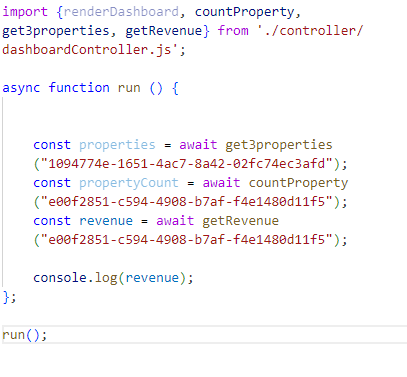 import {renderDashboard, countProperty,
get3properties, getRevenue} from './controller/
dashboardController.js';
async function run () {
const properties = await get3properties
("1094774e-1651-4ac7-8a42-02fc74ec3afd");
const propertyCount = await countProperty
("e00f2851-c594-4908-b7af-f4e1480d11f5");
const revenue = await getRevenue
("e00f2851-c594-4908-b7af-f4e1480d11f5");
console.log(revenue);
};
run();